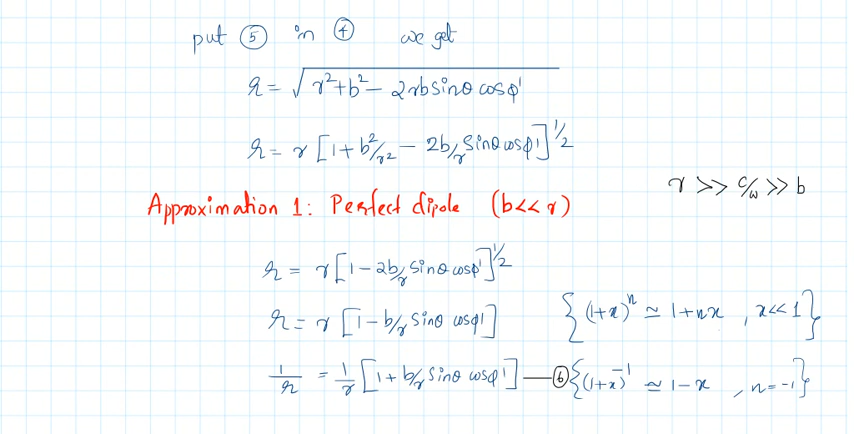 put ⑤ in ④ we get
𝓇 = √(r² + b² − 2rb sinθ cosφ')
𝓇 = r [1 + b²/r² − 2b/r sinθ cosφ']^1/2
r >> c/ω >> b
Approximation 1: Perfect dipole (b<<r)
𝓇 = r [1 − 2b/r sinθ cosφ']^1/2
𝓇 = r [1 − b/r sinθ cosφ'] {(1+x)^n ≃ 1+nx , x<<1}
1/𝓇 = 1/r [1 + b/r sinθ cosφ'] —⑥ {(1+x)^−1 ≃ 1−x , n=−1}